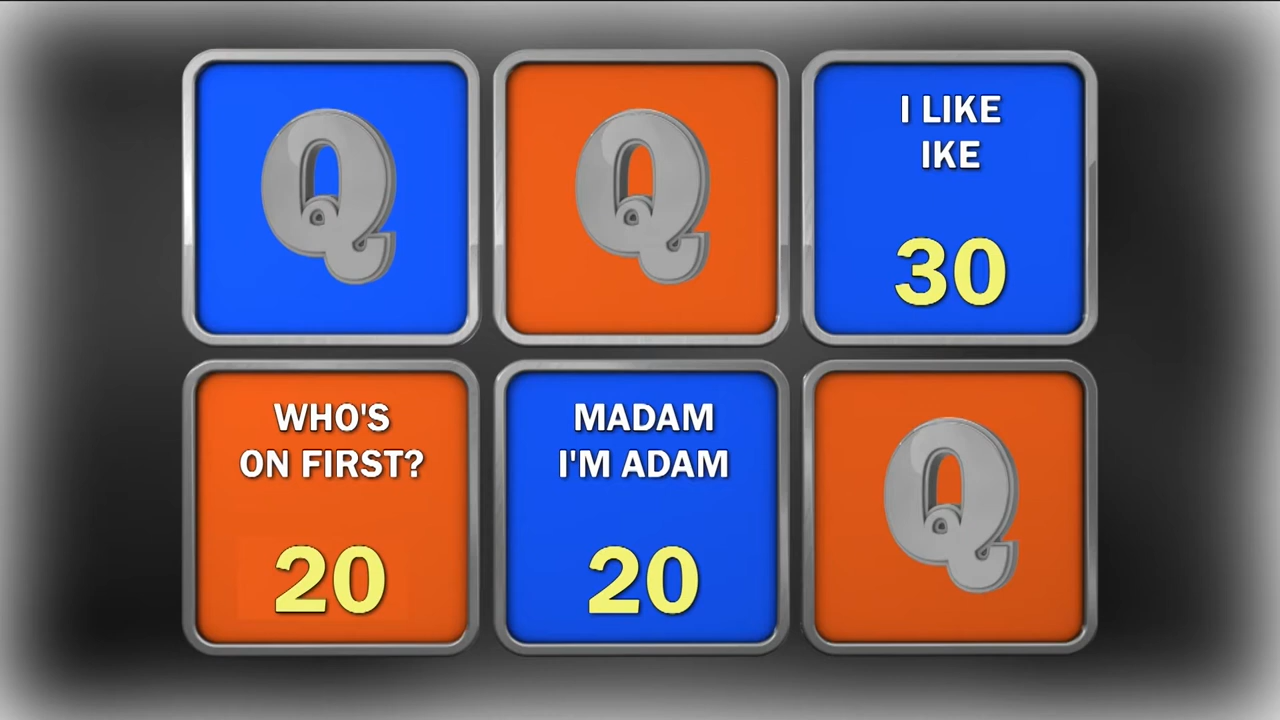 Q
Q
I LIKE
IKE
30
WHO'S
ON FIRST?
20
MADAM
I'M ADAM
20
Q